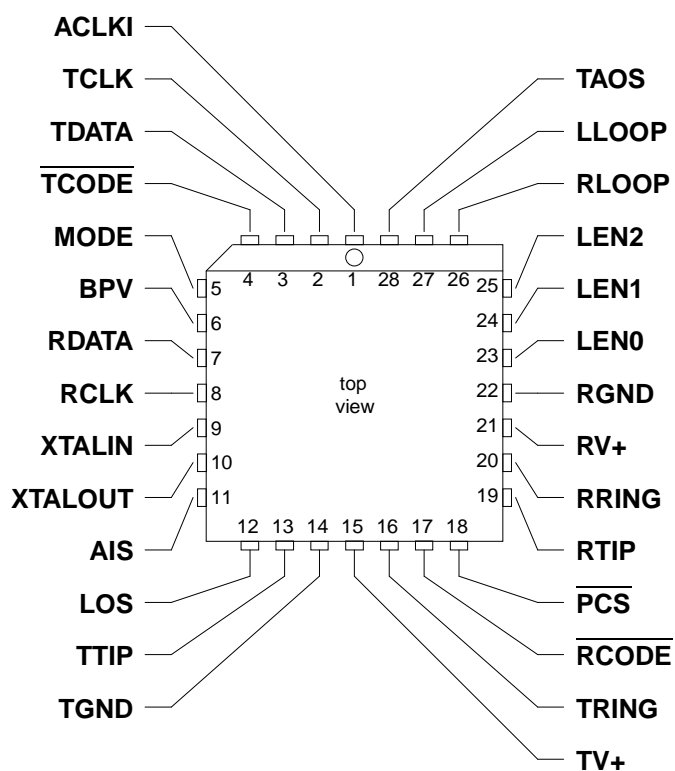 ACLKI
TCLK
TDATA
TCODE
MODE
BPV
RDATA
RCLK
XTALIN
XTALOUT
AIS
LOS
TTIP
TGND
TAOS
LLOOP
RLOOP
LEN2
LEN1
LEN0
RGND
RV+
RRING
RTIP
PCS
RCODE
TRING
TV+
4 3 2 1 28 27 26
5
6
7
8
9
10
11
25
24
23
22
21
20
19
top
view
12 13 14 15 16 17 18